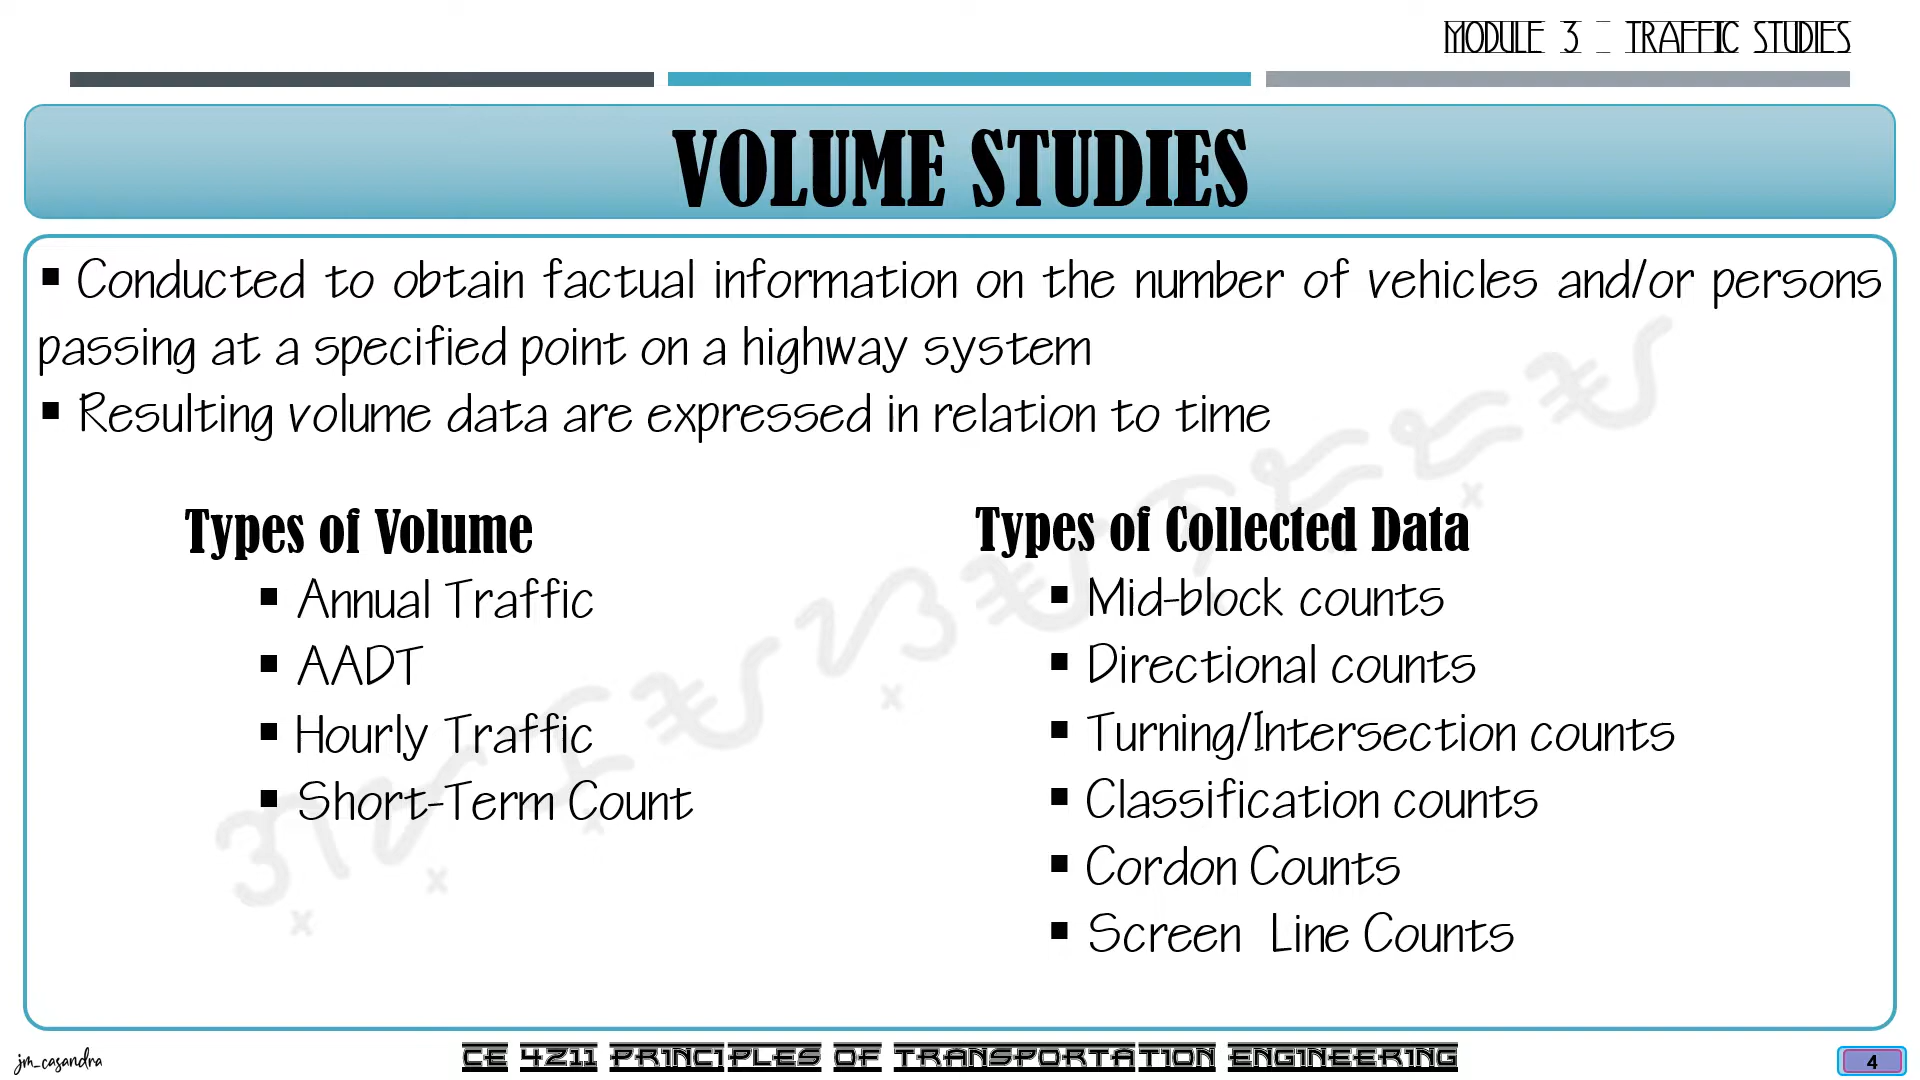 MODULE 3 – TRAFFIC STUDIES
VOLUME STUDIES
▪ Conducted to obtain factual information on the number of vehicles and/or persons
passing at a specified point on a highway system
▪ Resulting volume data are expressed in relation to time
Types of Volume
▪ Annual Traffic
▪ AADT
▪ Hourly Traffic
▪ Short-Term Count
Types of Collected Data
▪ Mid-block counts
▪ Directional counts
▪ Turning/Intersection counts
▪ Classification counts
▪ Cordon Counts
▪ Screen Line Counts
jm_casandra
CE 4211 PRINCIPLES OF TRANSPORTATION ENGINEERING
4